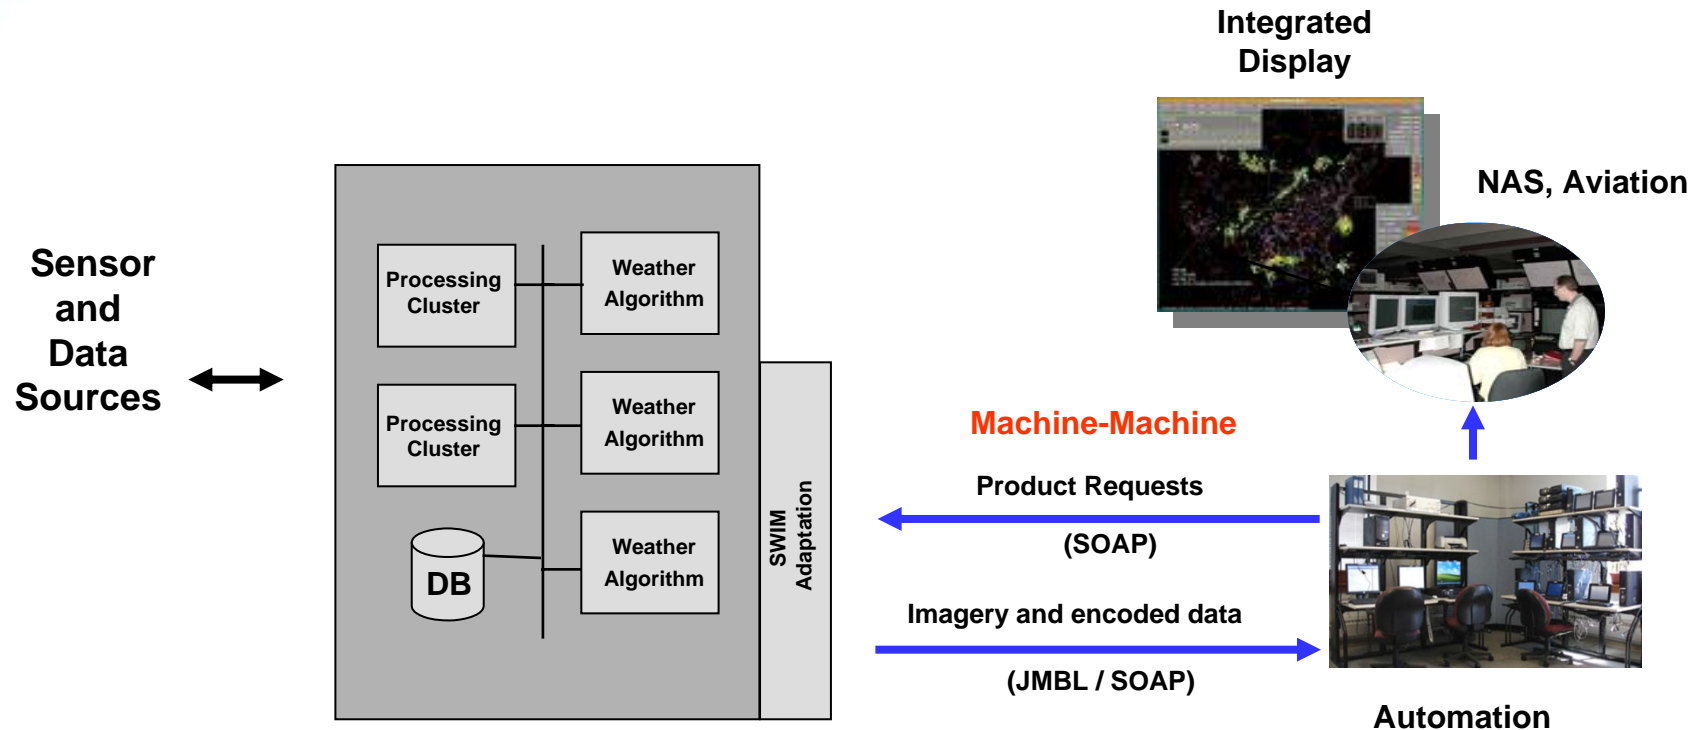 Integrated
Display
NAS, Aviation
Sensor
and
Data
Sources
Processing
Cluster
Weather
Algorithm
Processing
Cluster
Weather
Algorithm
DB
Weather
Algorithm
SWIM
Adaptation
Machine-Machine
Product Requests
(SOAP)
Imagery and encoded data
(JMBL / SOAP)
Automation